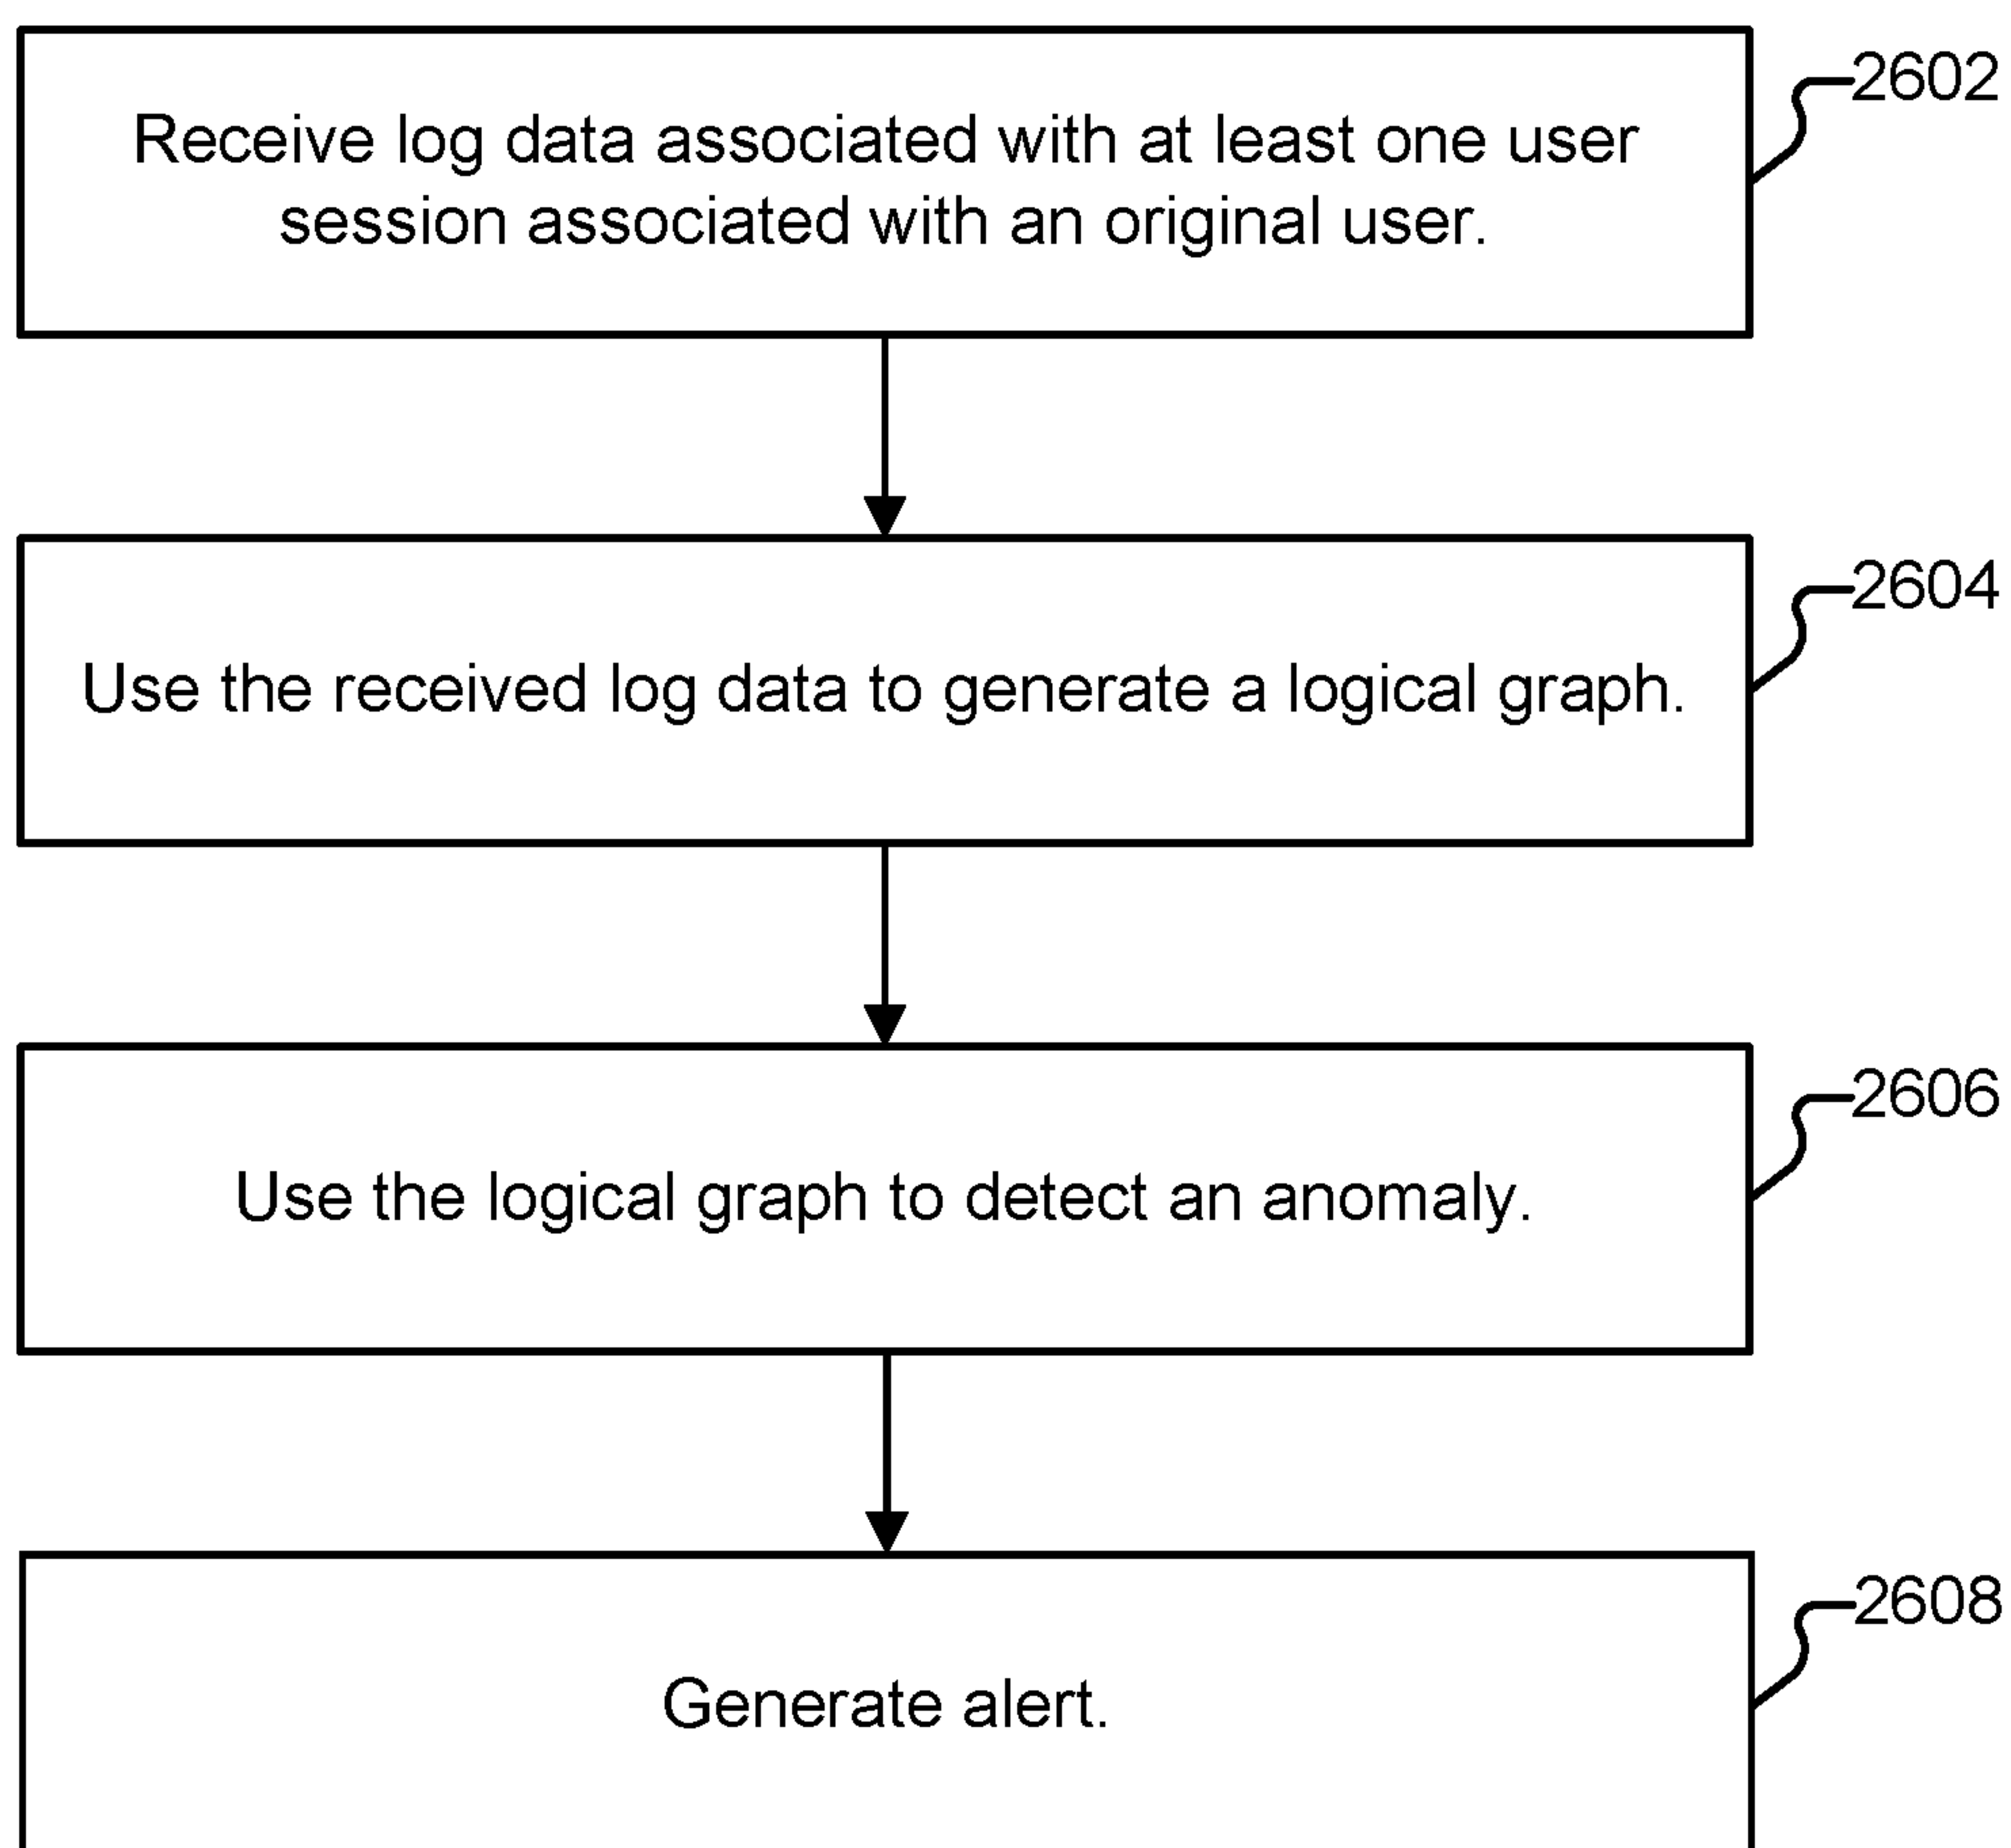 2602
Receive log data associated with at least one user
session associated with an original user.
2604
Use the received log data to generate a logical graph.
2606
Use the logical graph to detect an anomaly.
2608
Generate alert.